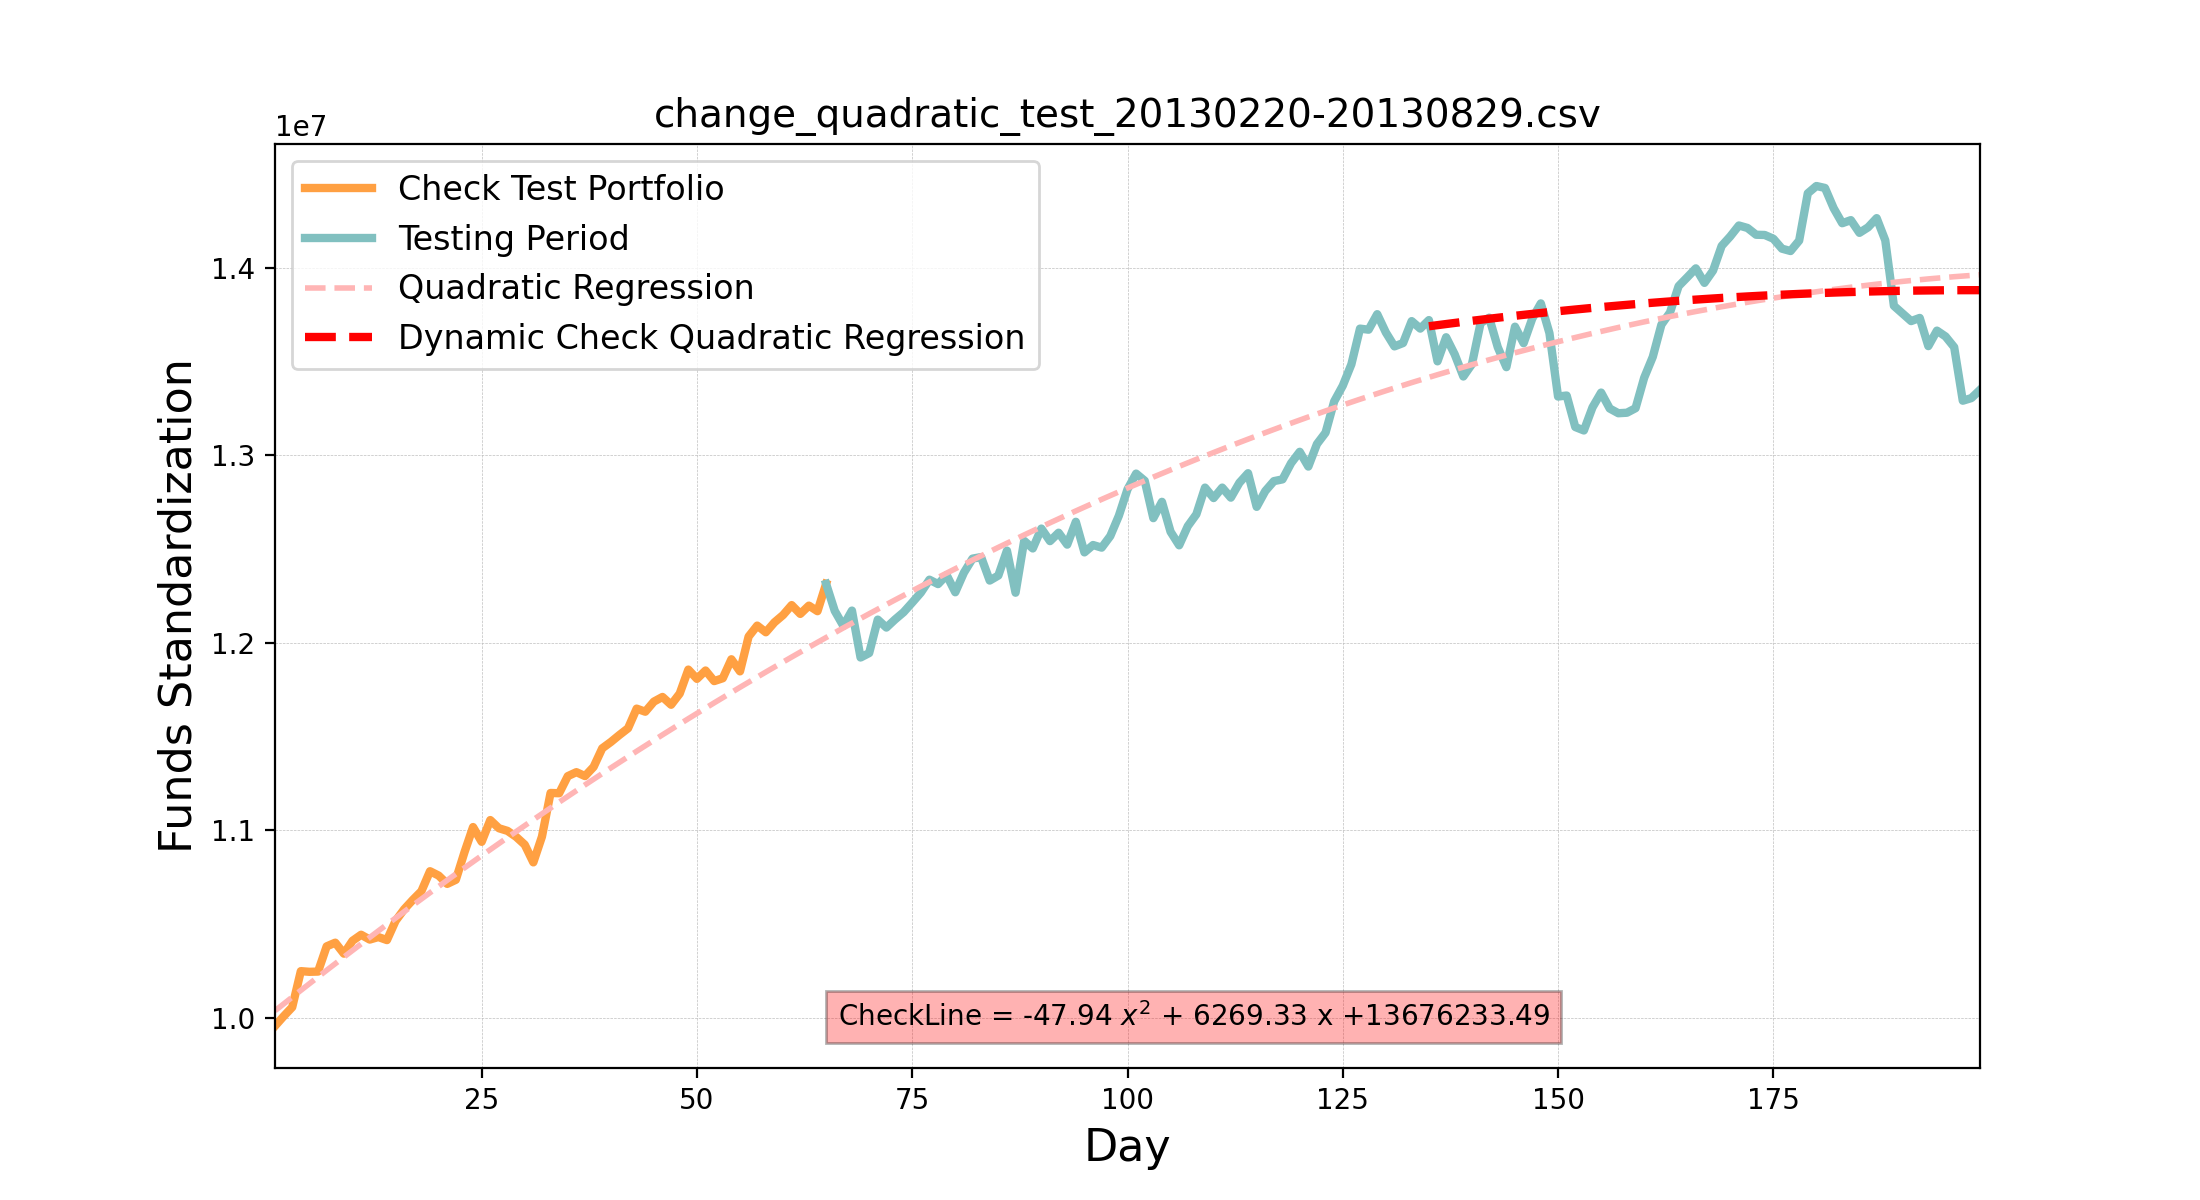 change_quadratic_test_20130220-20130829.csv
1e7
Check Test Portfolio
Testing Period
Quadratic Regression
Dynamic Check Quadratic Regression
1.4
1.3
1.2
1.1
1.0
Funds Standardization
CheckLine = -47.94 x² + 6269.33 x +13676233.49
25 50 75 100 125 150 175
Day